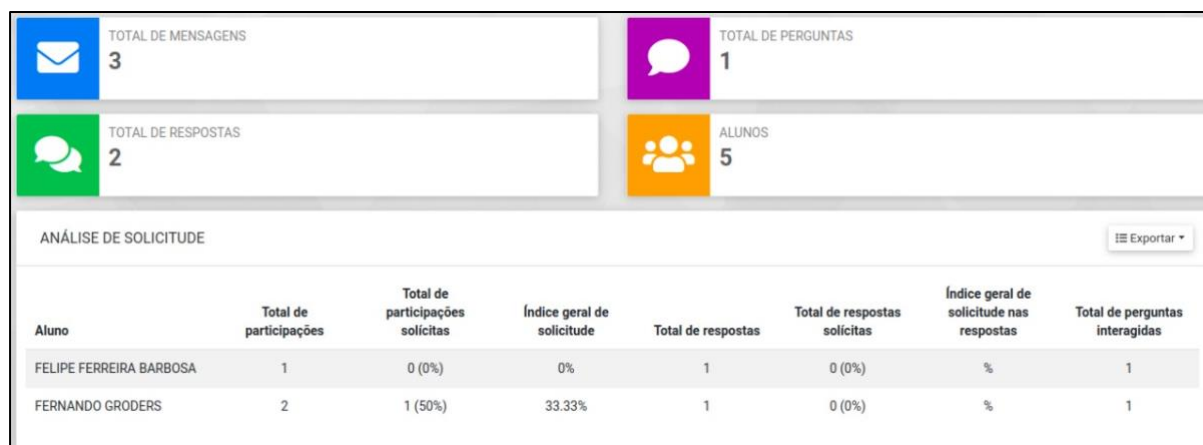 TOTAL DE MENSAGENS
3
TOTAL DE PERGUNTAS
1
TOTAL DE RESPOSTAS
2
ALUNOS
5
ANÁLISE DE SOLICITUDE
Exportar
Aluno
Total de
participações
Total de
participações
solícitas
Índice geral de
solicitude
Total de respostas
Total de respostas
solícitas
Índice geral de
solicitude nas
respostas
Total de perguntas
interagidas
FELIPE FERREIRA BARBOSA 1 0 (0%) 0% 1 0 (0%) % 1
FERNANDO GRODERS 2 1 (50%) 33.33% 1 0 (0%) % 1